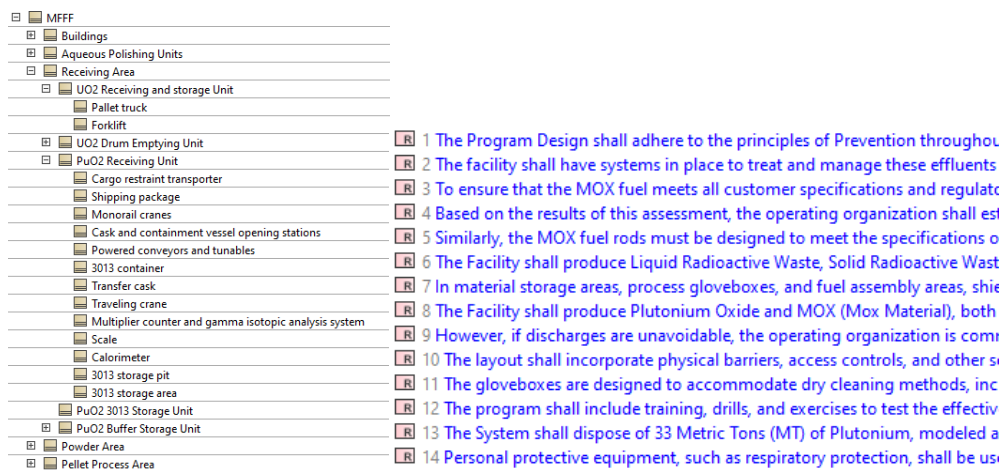 MFFF
Buildings
Aqueous Polishing Units
Receiving Area
UO2 Receiving and storage Unit
Pallet truck
Forklift
UO2 Drum Emptying Unit
PuO2 Receiving Unit
Cargo restraint transporter
Shipping package
Monorail cranes
Cask and containment vessel opening stations
Powered conveyors and tunables
3013 container
Transfer cask
Traveling crane
Multiplier counter and gamma isotopic analysis system
Scale
Calorimeter
3013 storage pit
3013 storage area
PuO2 3013 Storage Unit
PuO2 Buffer Storage Unit
Powder Area
Pellet Process Area
R 1 The Program Design shall adhere to the principles of Prevention
R 2 The facility shall have systems in place to treat and manage these effluents
R 3 To ensure that the MOX fuel meets all customer specifications and
R 4 Based on the results of this assessment, the operating organization shall
R 5 Similarly, the MOX fuel rods must be designed to meet the specifications
R 6 The Facility shall produce Liquid Radioactive Waste, Solid Radioactive
R 7 In material storage areas, process gloveboxes, and fuel assembly areas,
R 8 The Facility shall produce Plutonium Oxide and MOX (Mox Material), both
R 9 However, if discharges are unavoidable, the operating organization is
R 10 The layout shall incorporate physical barriers, access controls, and other
R 11 The gloveboxes are designed to accommodate dry cleaning methods,
R 12 The program shall include training, drills, and exercises to test the
R 13 The System shall dispose of 33 Metric Tons (MT) of Plutonium, modeled
R 14 Personal protective equipment, such as respiratory protection, shall be